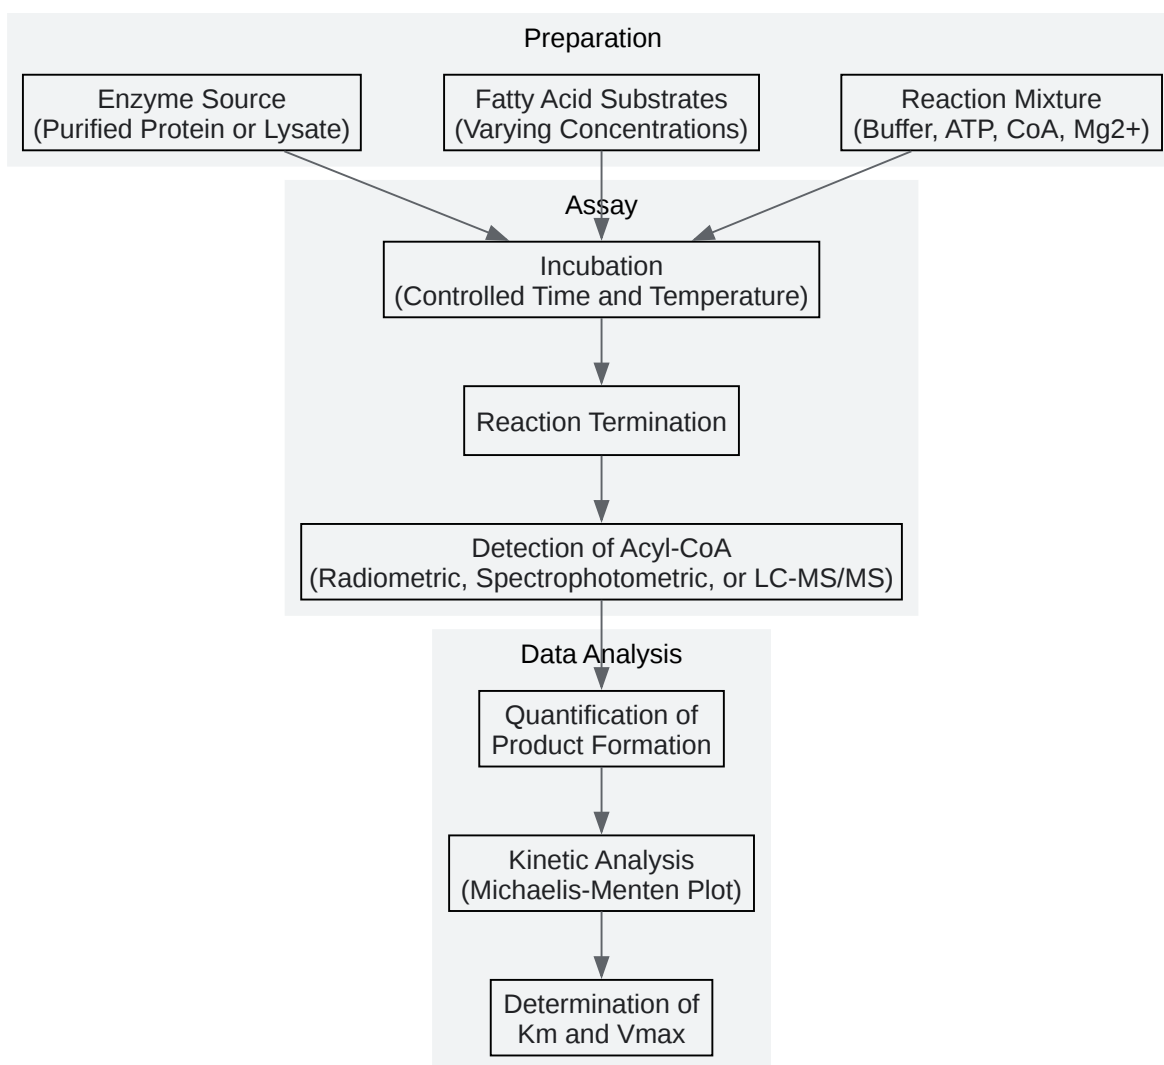 Preparation
Enzyme Source
(Purified Protein or Lysate)
Fatty Acid Substrates
(Varying Concentrations)
Reaction Mixture
(Buffer, ATP, CoA, Mg2+)
Assay
Incubation
(Controlled Time and Temperature)
Reaction Termination
Detection of Acyl-CoA
(Radiometric, Spectrophotometric, or LC-MS/MS)
Data Analysis
Quantification of
Product Formation
Kinetic Analysis
(Michaelis-Menten Plot)
Determination of
Km and Vmax